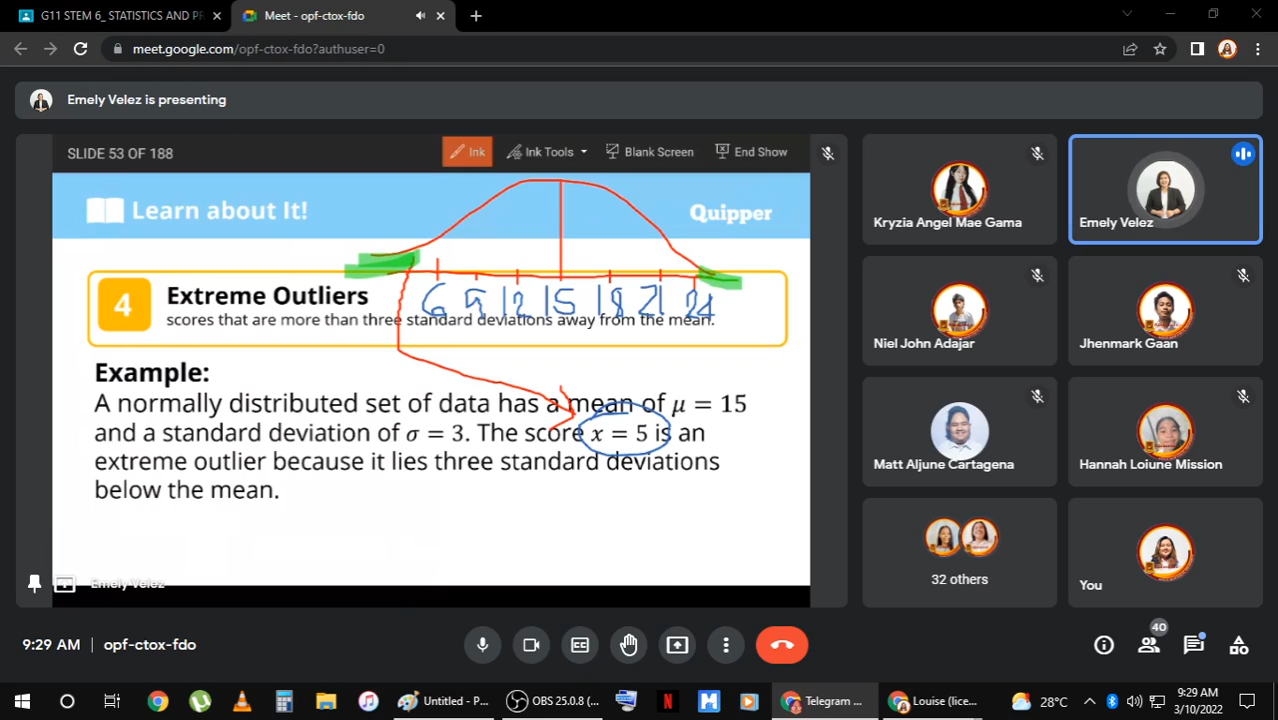 G11 STEM 6_ STATISTICS AND PR
Meet - opf-ctox-fdo
meet.google.com/opf-ctox-fdo?authuser=0
Emely Velez is presenting
SLIDE 53 OF 188
Ink
Ink Tools
Blank Screen
End Show
Learn about It!
Quipper
4
Extreme Outliers
6 9 12 15 18 21 24
scores that are more than three standard deviations away from the mean.
Example:
A normally distributed set of data has a mean of μ = 15
and a standard deviation of σ = 3. The score x = 5 is an
extreme outlier because it lies three standard deviations
below the mean.
Emely Velez
Kryzia Angel Mae Gama
Emely Velez
Niel John Adajar
Jhenmark Gaan
Matt Aljune Cartagena
Hannah Loiune Mission
32 others
You
9:29 AM | opf-ctox-fdo
CC
40
Untitled - P...
OBS 25.0.8 (...
N
M
Telegram ...
Louise (lice...
28°C
9:29 AM
3/10/2022